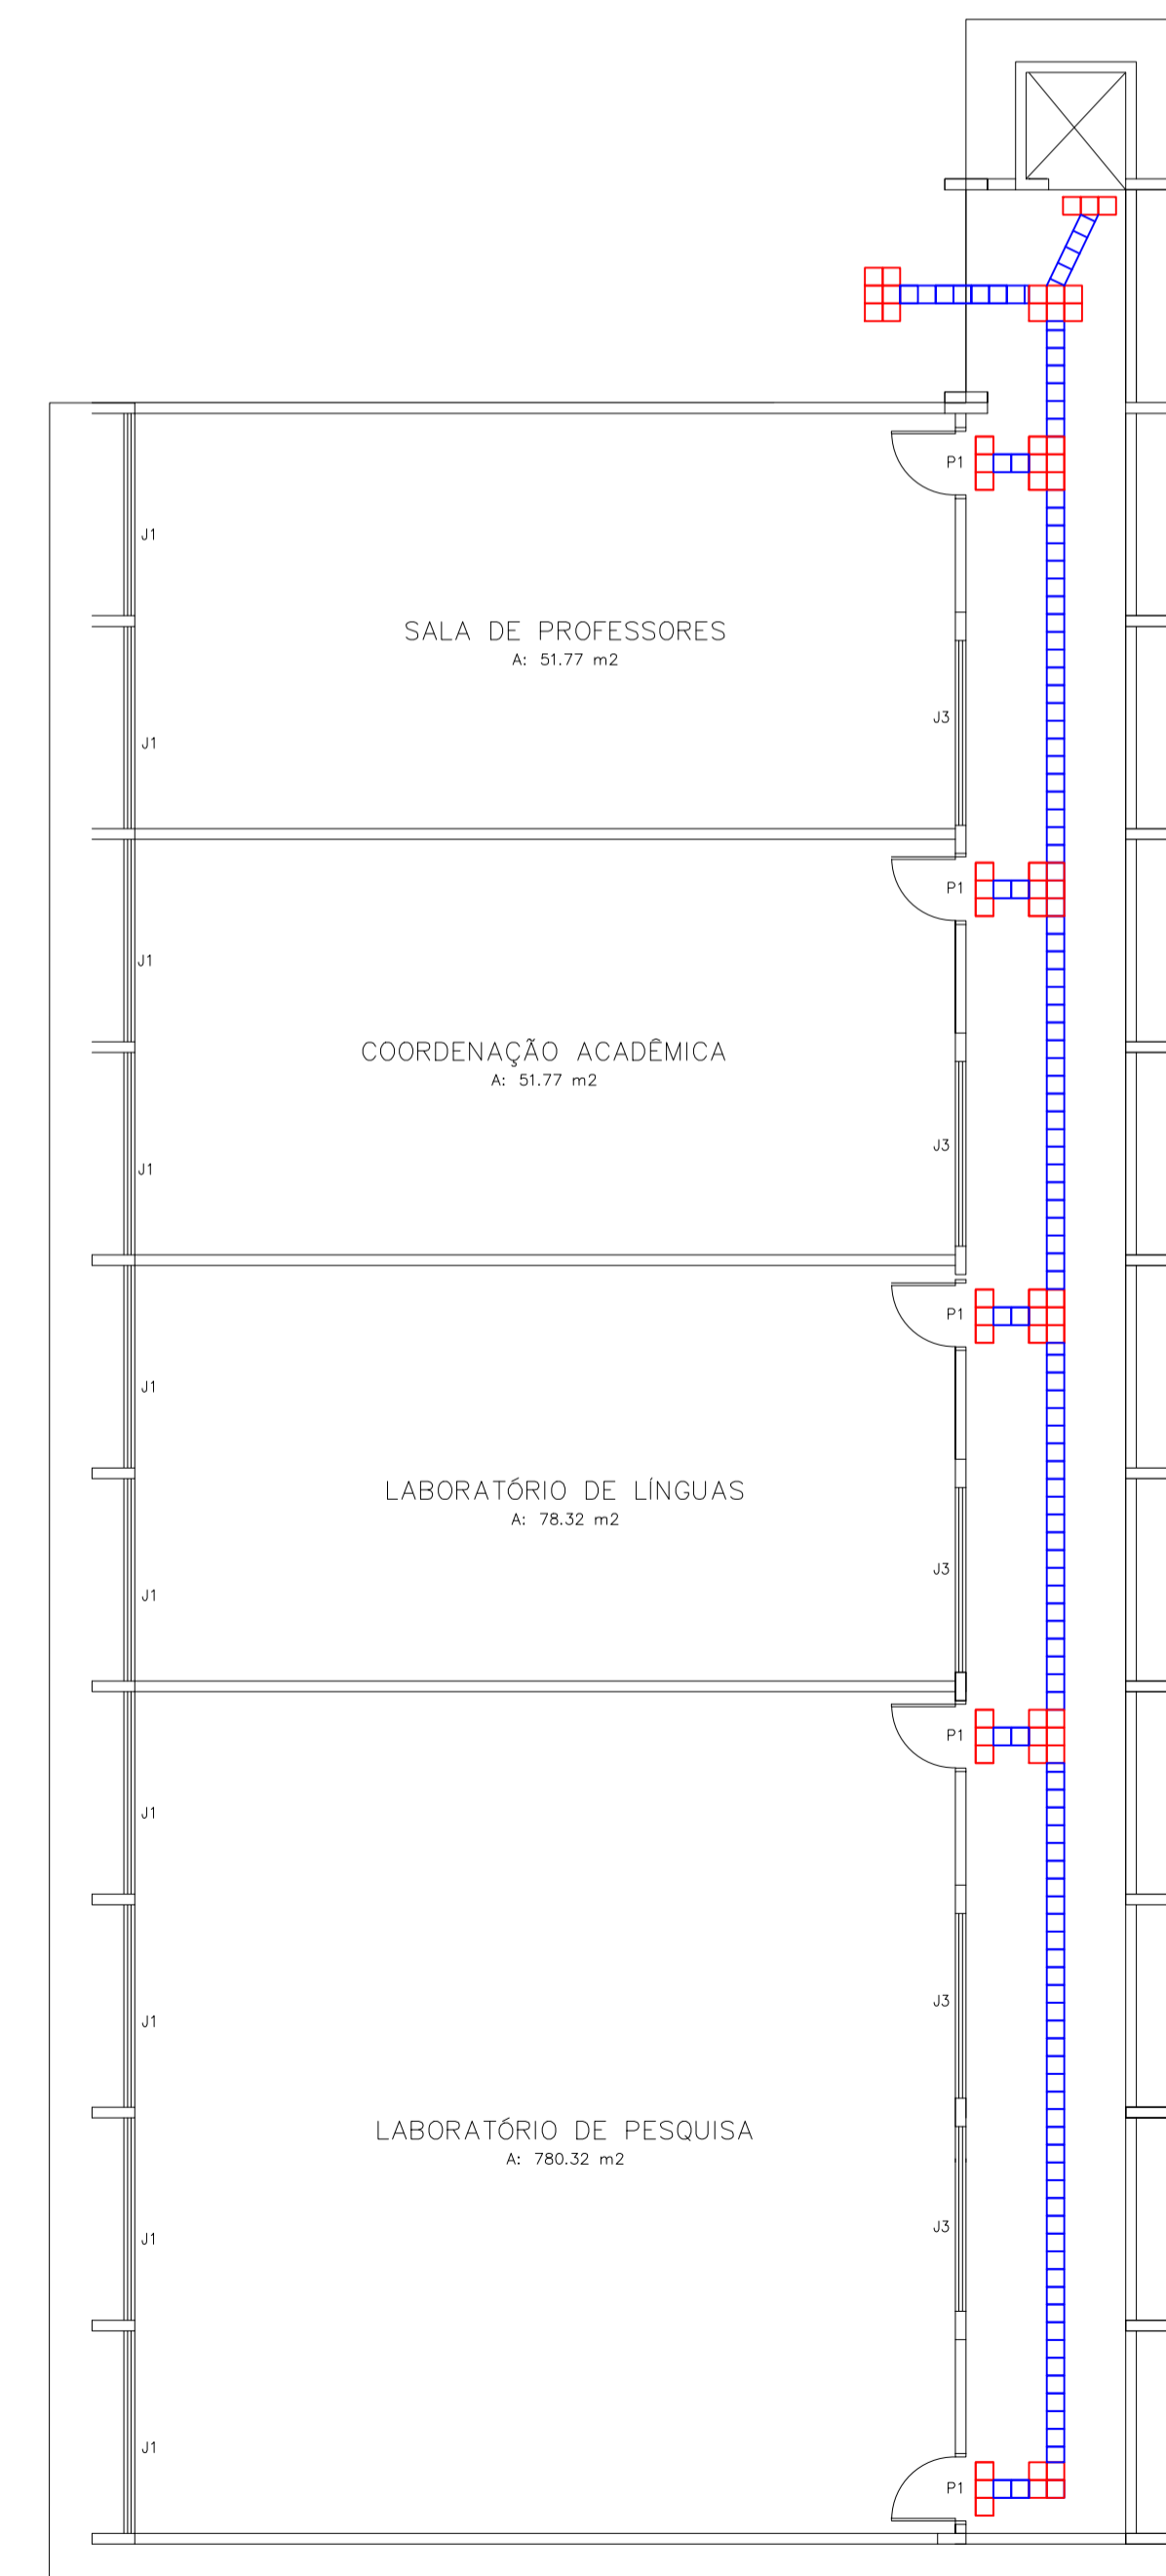 P1
J1
SALA DE PROFESSORES
A: 51.77 m2
J3
J1
P1
J1
COORDENAÇÃO ACADÊMICA
A: 51.77 m2
J3
J1
P1
J1
LABORATÓRIO DE LÍNGUAS
A: 78.32 m2
J3
J1
P1
J1
J3
J1
LABORATÓRIO DE PESQUISA
A: 780.32 m2
J3
J1
J1
P1